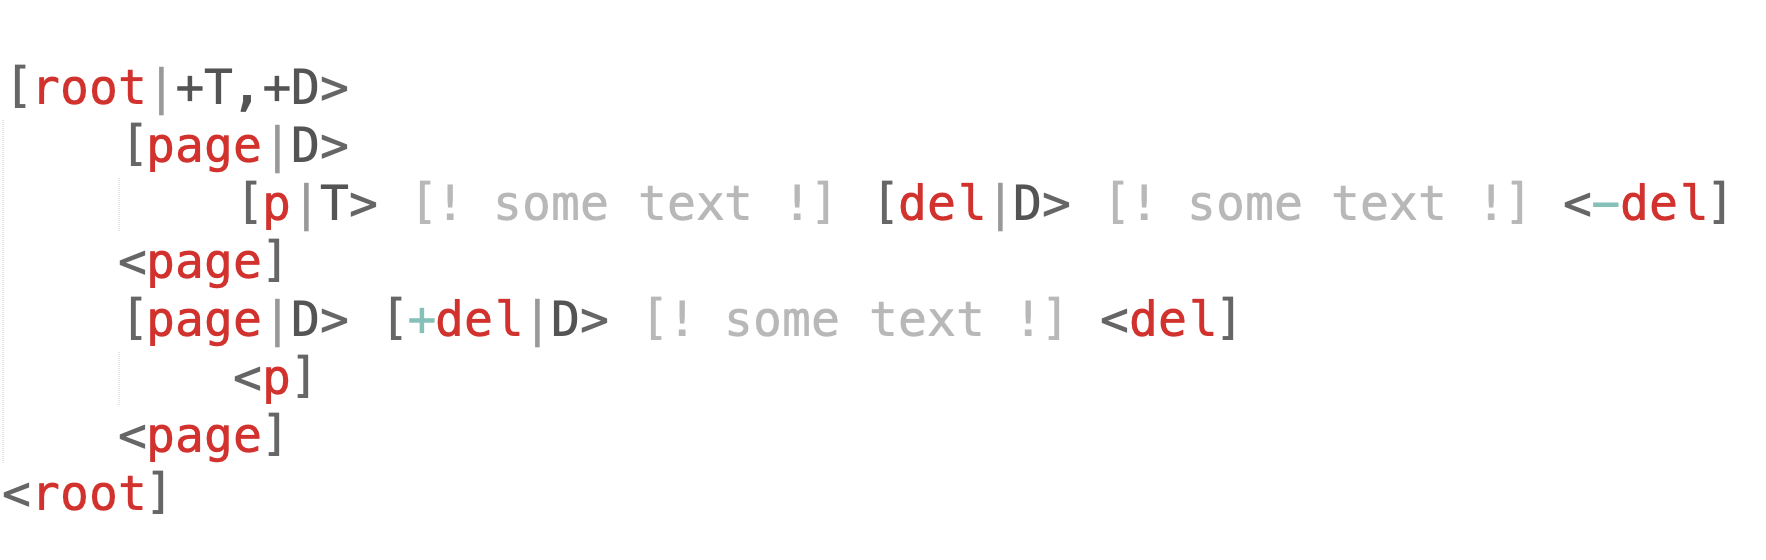 [root|+T,+D>
[page|D>
[p|T> [! some text !] [del|D> [! some text !] <-del]
<page]
[page|D> [+del|D> [! some text !] <del]
<p]
<page]
<root]